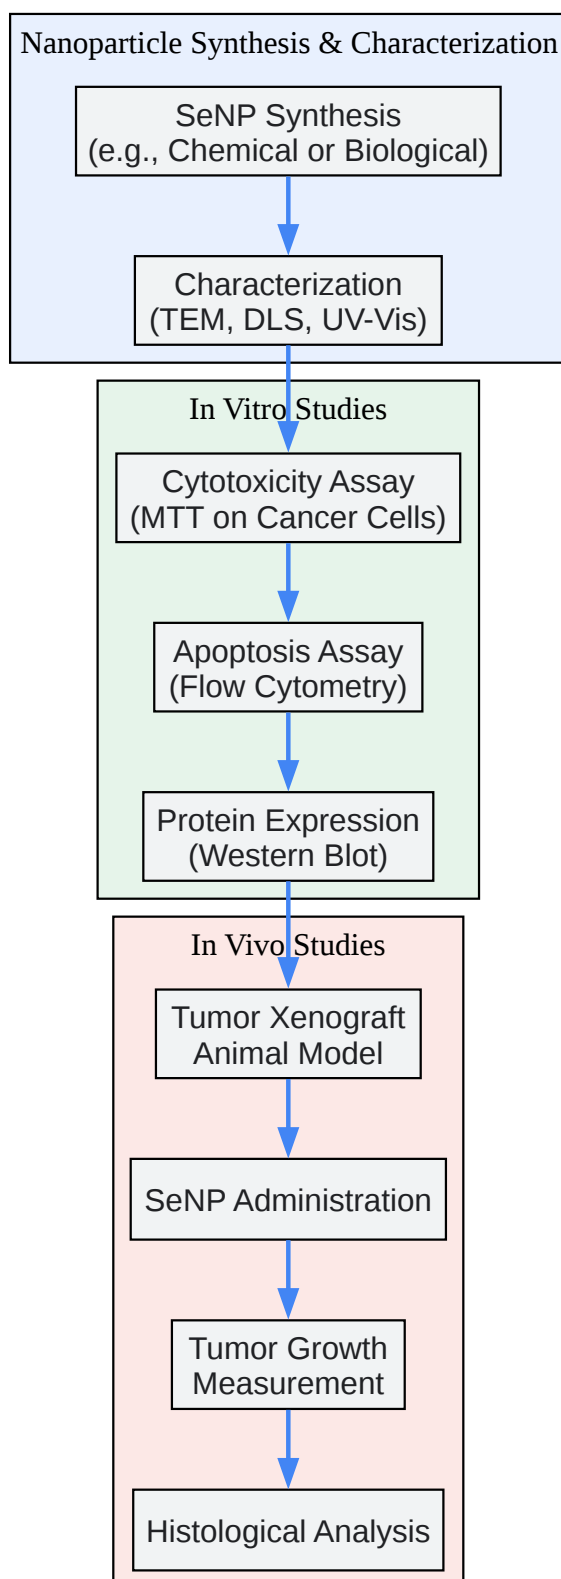 Nanoparticle Synthesis & Characterization
SeNP Synthesis
(e.g., Chemical or Biological)
Characterization
(TEM, DLS, UV-Vis)
In Vitro Studies
Cytotoxicity Assay
(MTT on Cancer Cells)
Apoptosis Assay
(Flow Cytometry)
Protein Expression
(Western Blot)
In Vivo Studies
Tumor Xenograft
Animal Model
SeNP Administration
Tumor Growth
Measurement
Histological Analysis